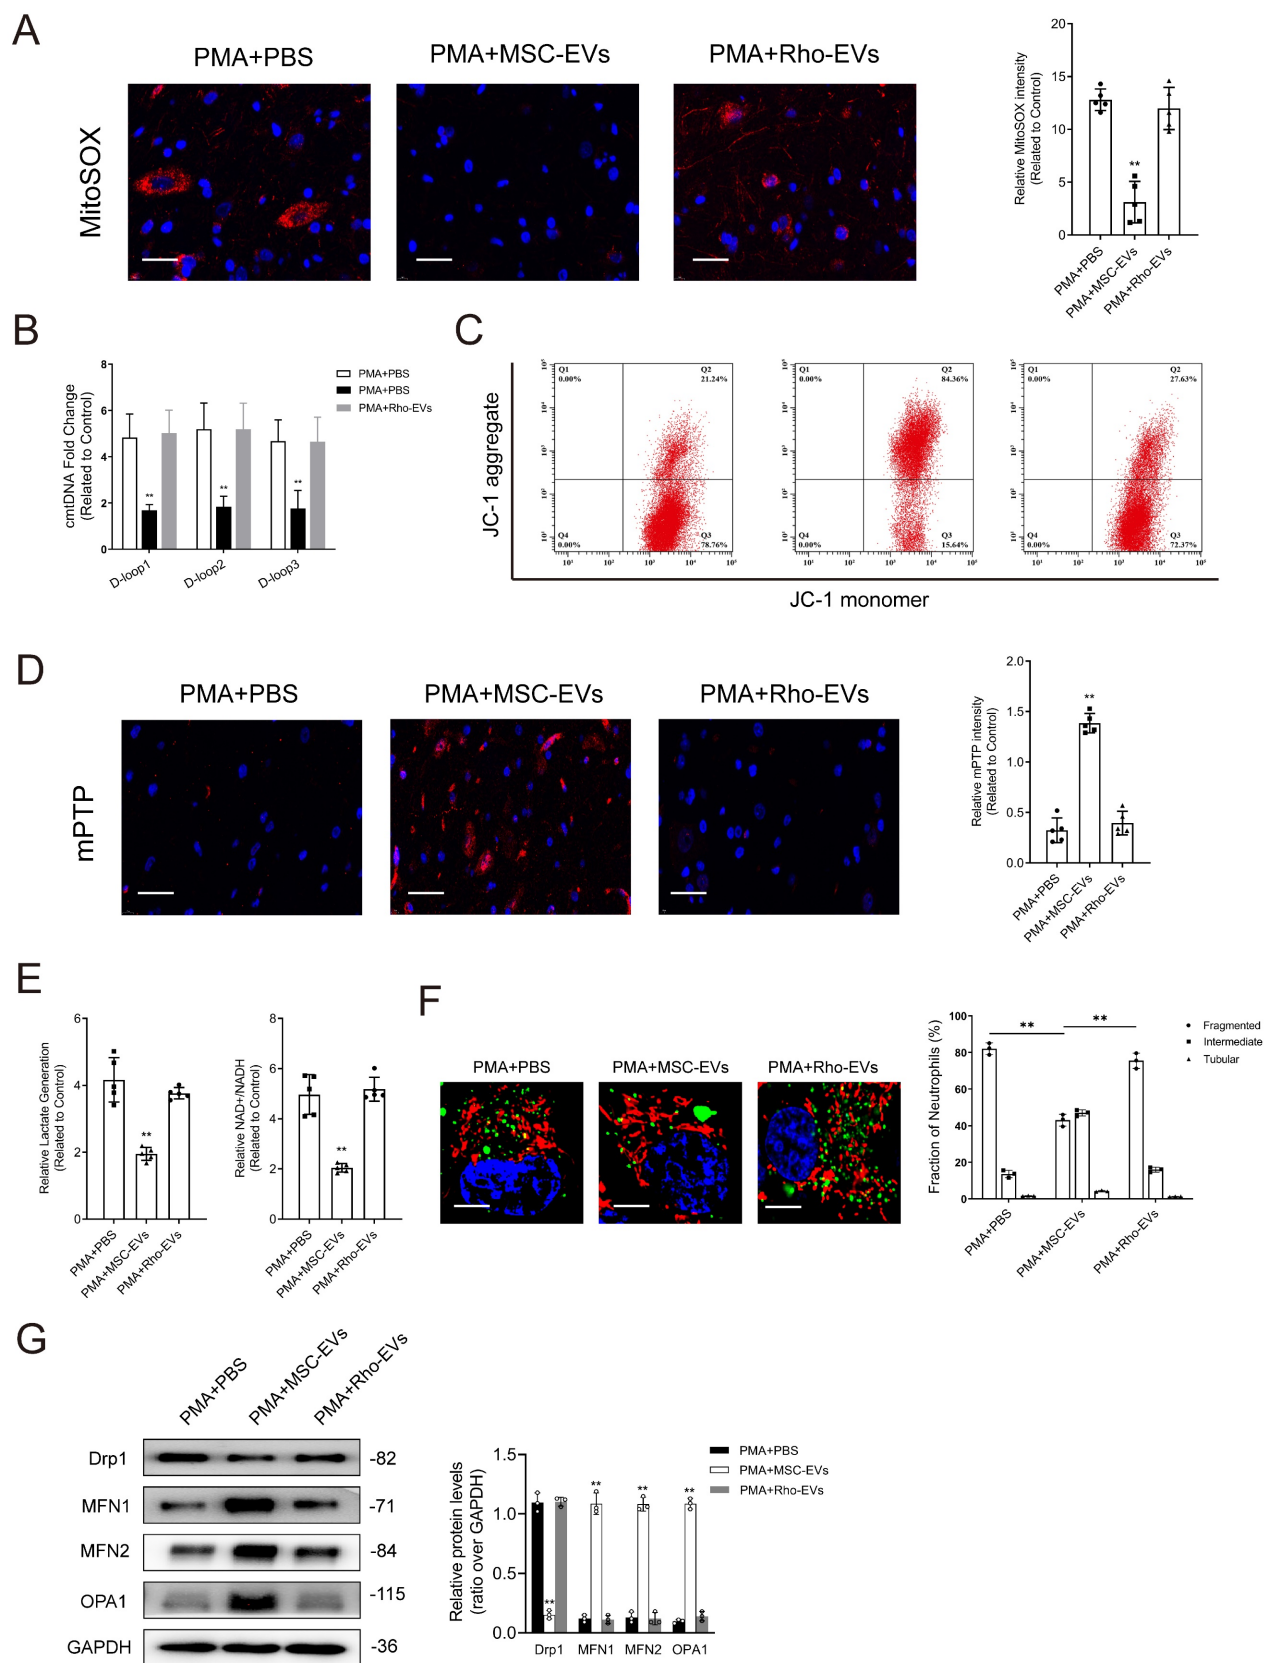 A
PMA+PBS
PMA+MSC-EVs
PMA+Rho-EVs
MitoSOX
Relative MitoSOX intensity
(Related to Control)
20
15
10
5
0
**
PMA+PBS
PMA+MSC-EVs
PMA+Rho-EVs
B
cmtDNA Fold Change
(Related to Control)
8
6
4
2
0
**
**
**
D-loop1
D-loop2
D-loop3
PMA+PBS
PMA+PBS
PMA+Rho-EVs
C
JC-1 aggregate
Q1
0.00%
Q2
21.24%
Q4
0.00%
Q3
78.76%
Q1
0.00%
Q2
84.36%
Q4
0.00%
Q3
15.64%
Q1
0.00%
Q2
27.63%
Q4
0.00%
Q3
72.37%
JC-1 monomer
D
PMA+PBS
PMA+MSC-EVs
PMA+Rho-EVs
mPTP
Relative mPTP intensity
(Related to Control)
2.0
1.5
1.0
0.5
0.0
**
PMA+PBS
PMA+MSC-EVs
PMA+Rho-EVs
E
Relative Lactate Generation
(Related to Control)
6
4
2
0
**
PMA+PBS
PMA+MSC-EVs
PMA+Rho-EVs
Relative NAD+/NADH
(Related to Control)
8
6
4
2
0
**
PMA+PBS
PMA+MSC-EVs
PMA+Rho-EVs
F
PMA+PBS
PMA+MSC-EVs
PMA+Rho-EVs
Fraction of Neutrophils (%)
100
80
60
40
20
0
**
**
Fragmented
Intermediate
Tubular
PMA+PBS
PMA+MSC-EVs
PMA+Rho-EVs
G
PMA+PBS
PMA+MSC-EVs
PMA+Rho-EVs
Drp1
-82
MFN1
-71
MFN2
-84
OPA1
-115
GAPDH
-36
Relative protein levels
(ratio over GAPDH)
1.5
1.0
0.5
0.0
**
**
**
**
Drp1
MFN1
MFN2
OPA1
PMA+PBS
PMA+MSC-EVs
PMA+Rho-EVs